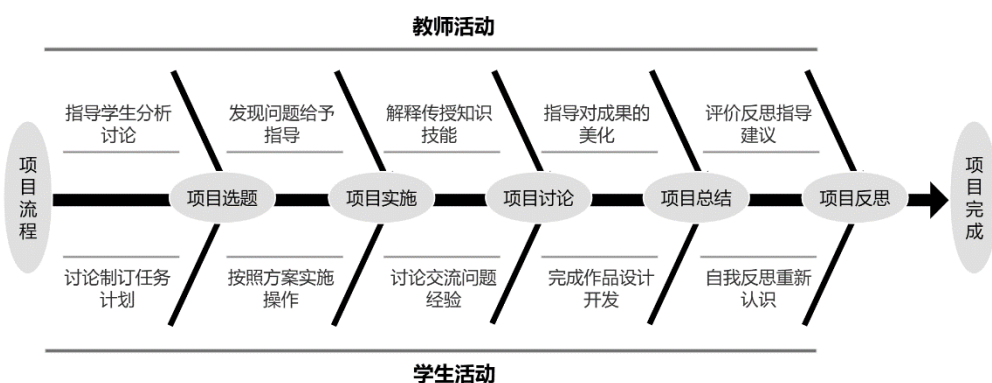 教师活动
指导学生分析
讨论
发现问题给予
指导
解释传授知识
技能
指导对成果的
美化
评价反思指导
建议
项目流程
项目选题
项目实施
项目讨论
项目总结
项目反思
项目完成
讨论制订任务
计划
按照方案实施
操作
讨论交流问题
经验
完成作品设计
开发
自我反思重新
认识
学生活动